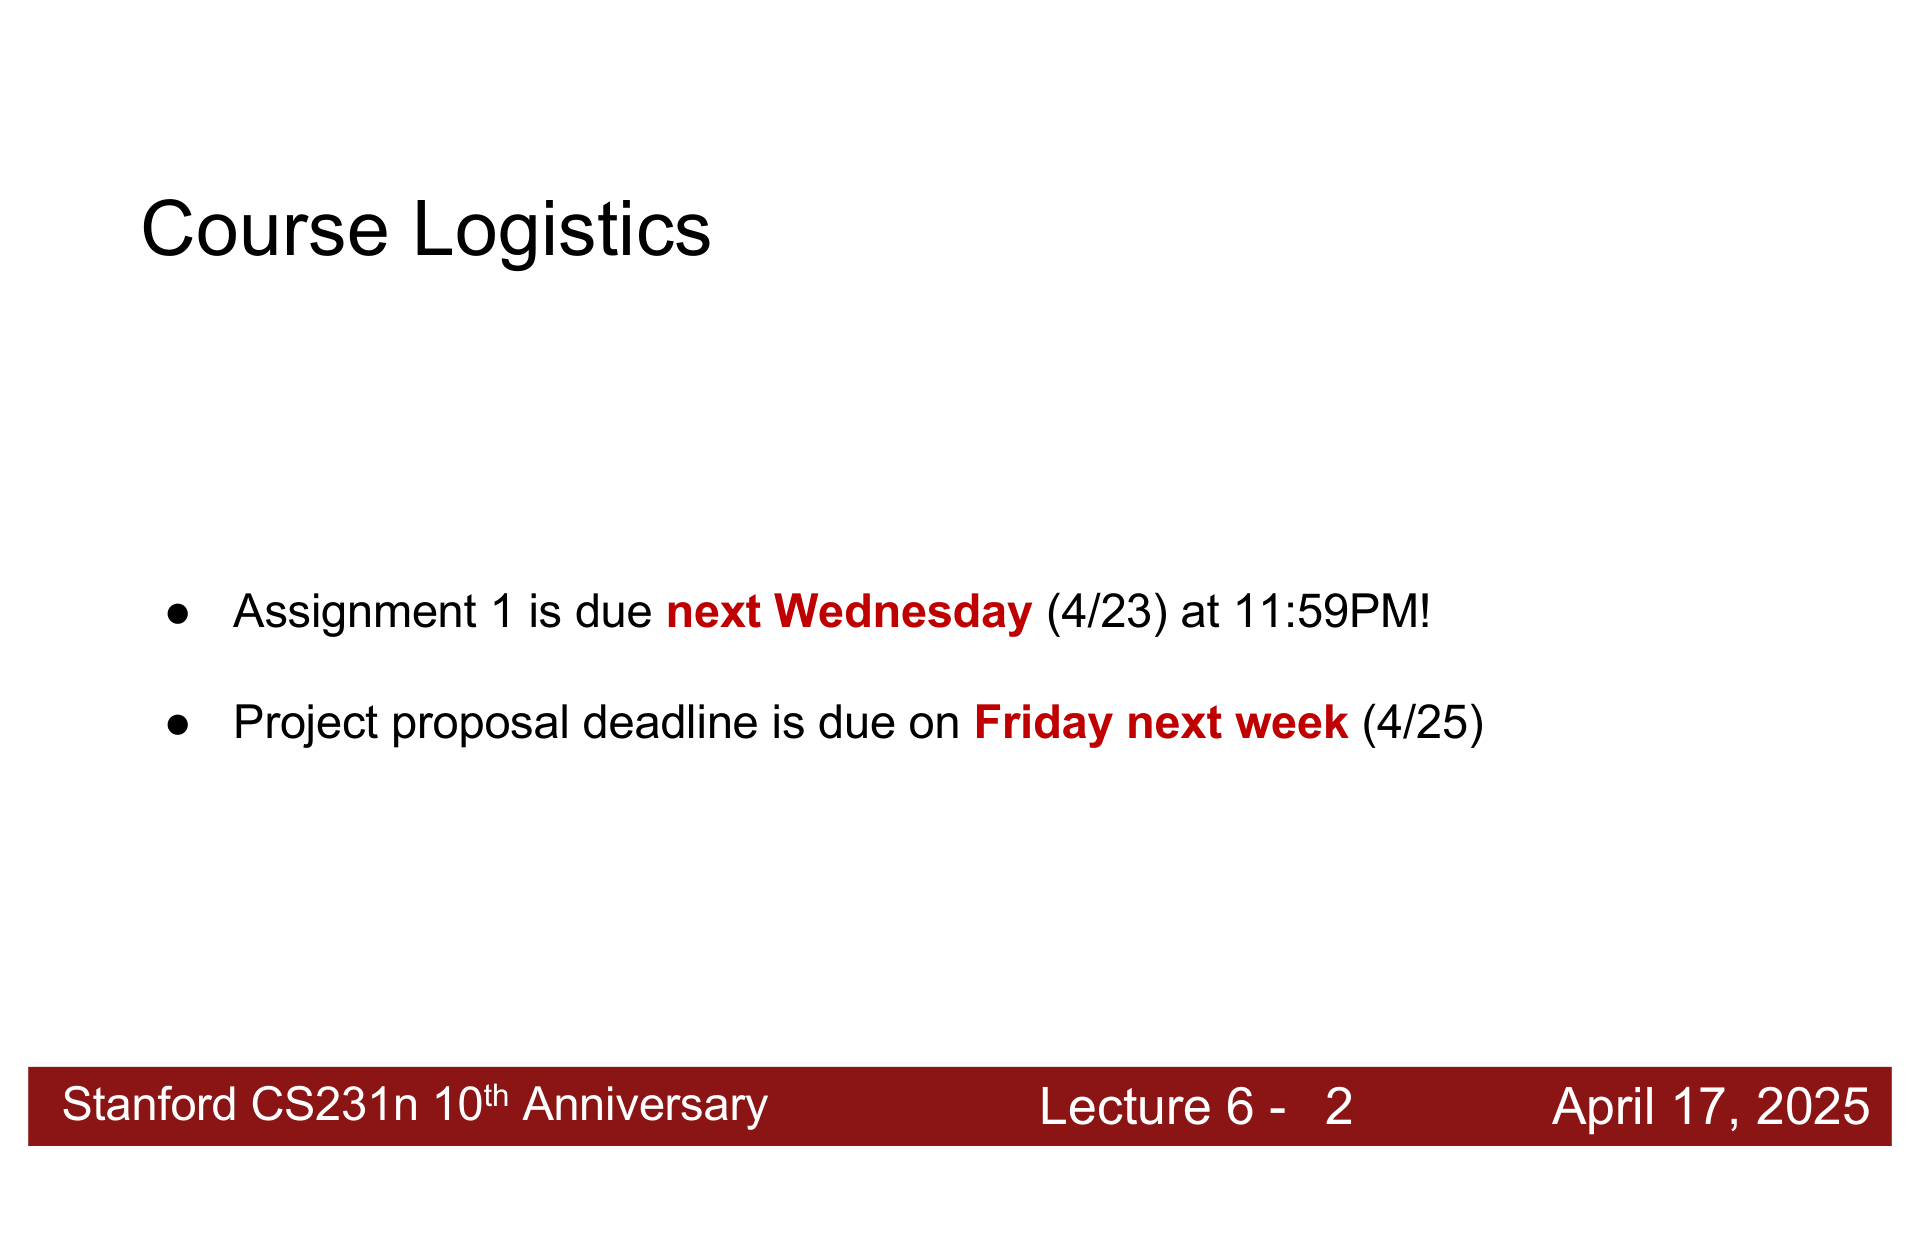 Course Logistics
● Assignment 1 is due next Wednesday (4/23) at 11:59PM!
● Project proposal deadline is due on Friday next week (4/25)
Stanford CS231n 10th Anniversary Lecture 6 - 2 April 17, 2025